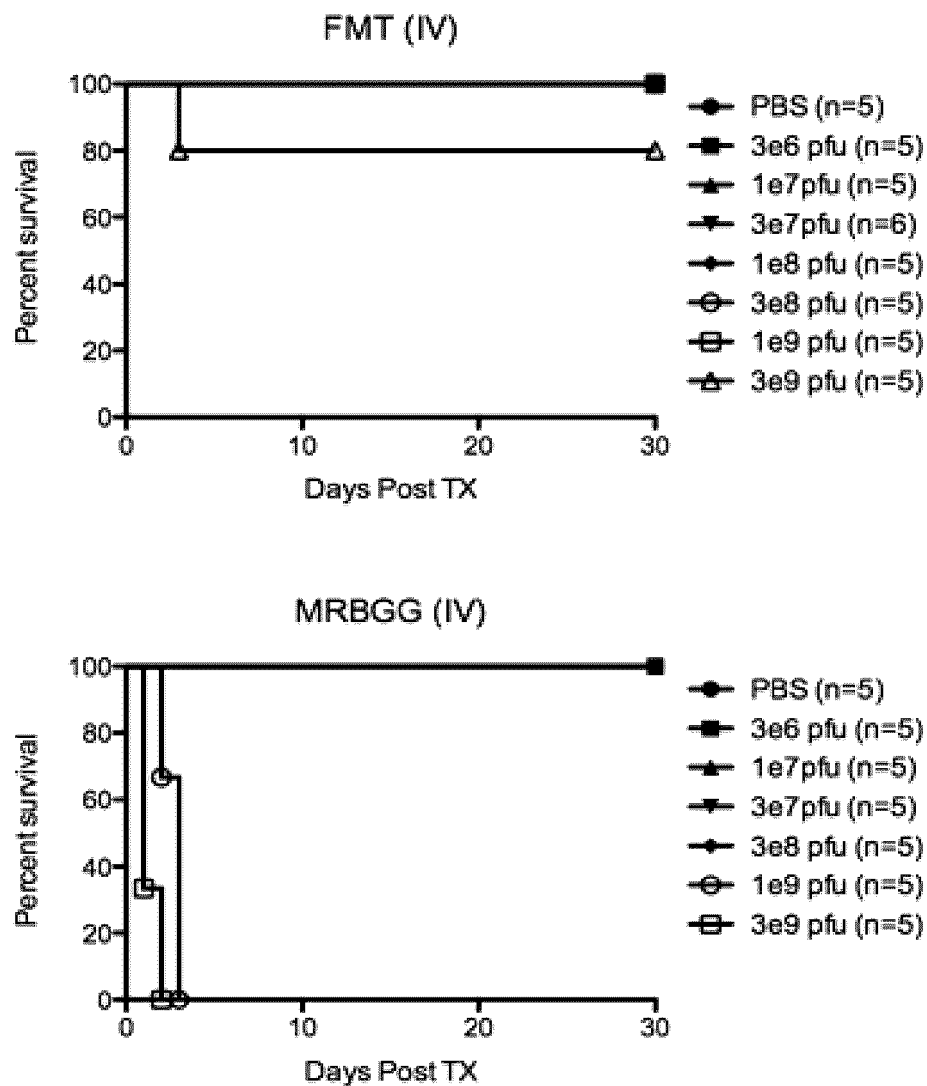 FMT (IV)
100
80
60
40
20
0
Percent survival
0 10 20 30
Days Post TX
PBS (n=5)
3e6 pfu (n=5)
1e7pfu (n=5)
3e7pfu (n=6)
1e8 pfu (n=5)
3e8 pfu (n=5)
1e9 pfu (n=5)
3e9 pfu (n=5)
MRBGG (IV)
100
80
60
40
20
0
Percent survival
0 10 20 30
Days Post TX
PBS (n=5)
3e6 pfu (n=5)
1e7pfu (n=5)
3e7pfu (n=5)
3e8 pfu (n=5)
1e9 pfu (n=5)
3e9 pfu (n=5)